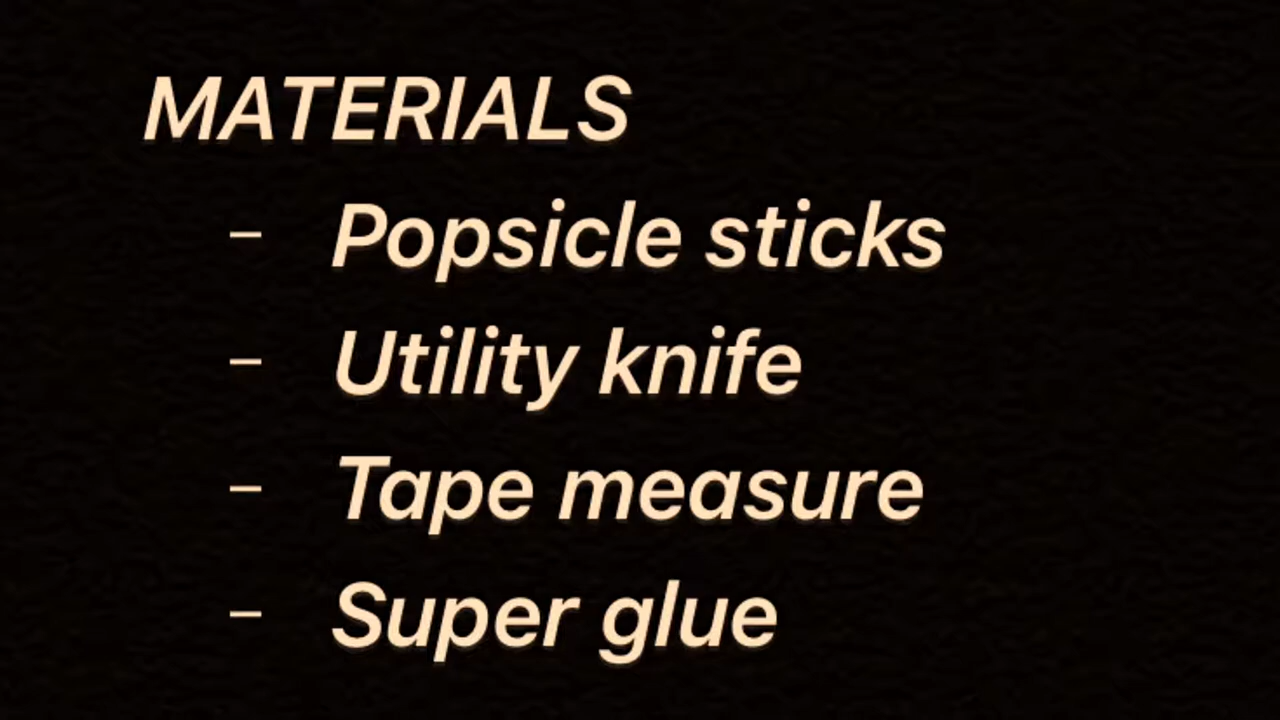 MATERIALS
– Popsicle sticks
– Utility knife
– Tape measure
– Super glue